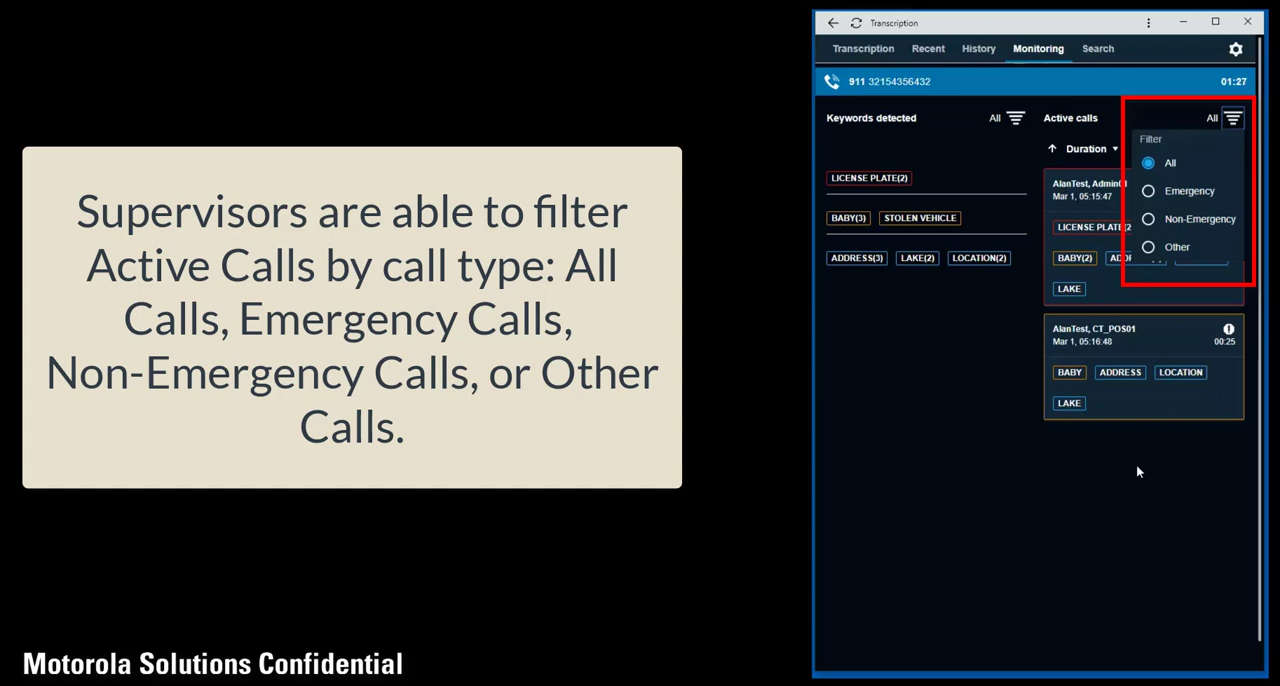 Supervisors are able to filter
Active Calls by call type: All
Calls, Emergency Calls,
Non-Emergency Calls, or Other
Calls.
Motorola Solutions Confidential
Transcription
Transcription Recent History Monitoring Search
911 32154356432 01:27
Keywords detected All
LICENSE PLATE(2)
BABY(3) STOLEN VEHICLE
ADDRESS(3) LAKE(2) LOCATION(2)
Active calls All
Duration
Filter
All
Emergency
Non-Emergency
Other
AlanTest,
Mar 1, 05:15:47
LICENSE PLATE(2
BABY(2)
LAKE
AlanTest, CT_POS01
Mar 1, 05:16:48 00:25
BABY ADDRESS LOCATION
LAKE